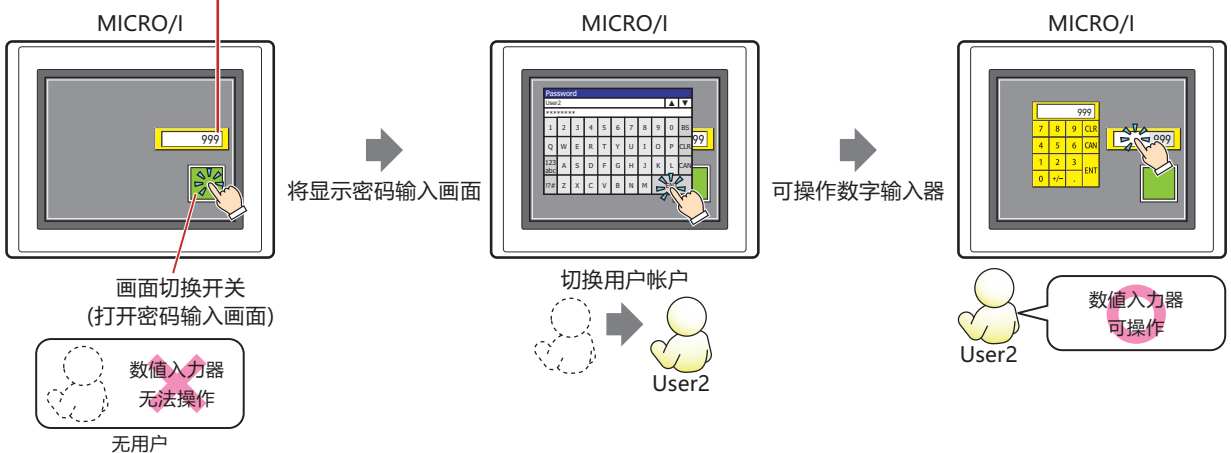 MICRO/I
999
画面切换开关
(打开密码输入画面)
数値入力器
无法操作
无用户
将显示密码输入画面
MICRO/I
Password
User2 ▲ ▼
********
1 2 3 4 5 6 7 8 9 0 BS
Q W E R T Y U I O P CLR
123 abc A S D F G H J K L CAN
!?# Z X C V B N M
99
切换用户帐户
User2
可操作数字输入器
MICRO/I
999
7 8 9 CLR
4 5 6 CAN
1 2 3 ENT
0 +/- .
999
User2
数値入力器
可操作